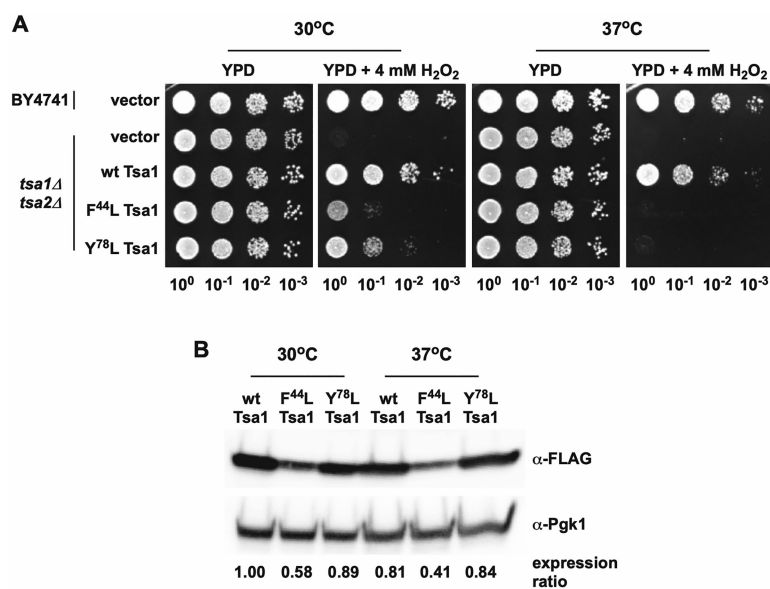 A
30°C 37°C
YPD YPD + 4 mM H₂O₂ YPD YPD + 4 mM H₂O₂
BY4741 vector
vector
tsa1Δ
tsa2Δ
wt Tsa1
F⁴⁴L Tsa1
Y⁷⁸L Tsa1
10⁰ 10⁻¹ 10⁻² 10⁻³ 10⁰ 10⁻¹ 10⁻² 10⁻³ 10⁰ 10⁻¹ 10⁻² 10⁻³ 10⁰ 10⁻¹ 10⁻² 10⁻³
B
30°C 37°C
wt F⁴⁴L Y⁷⁸L wt F⁴⁴L Y⁷⁸L
Tsa1 Tsa1 Tsa1 Tsa1 Tsa1 Tsa1
α-FLAG
α-Pgk1
1.00 0.58 0.89 0.81 0.41 0.84 expression
ratio